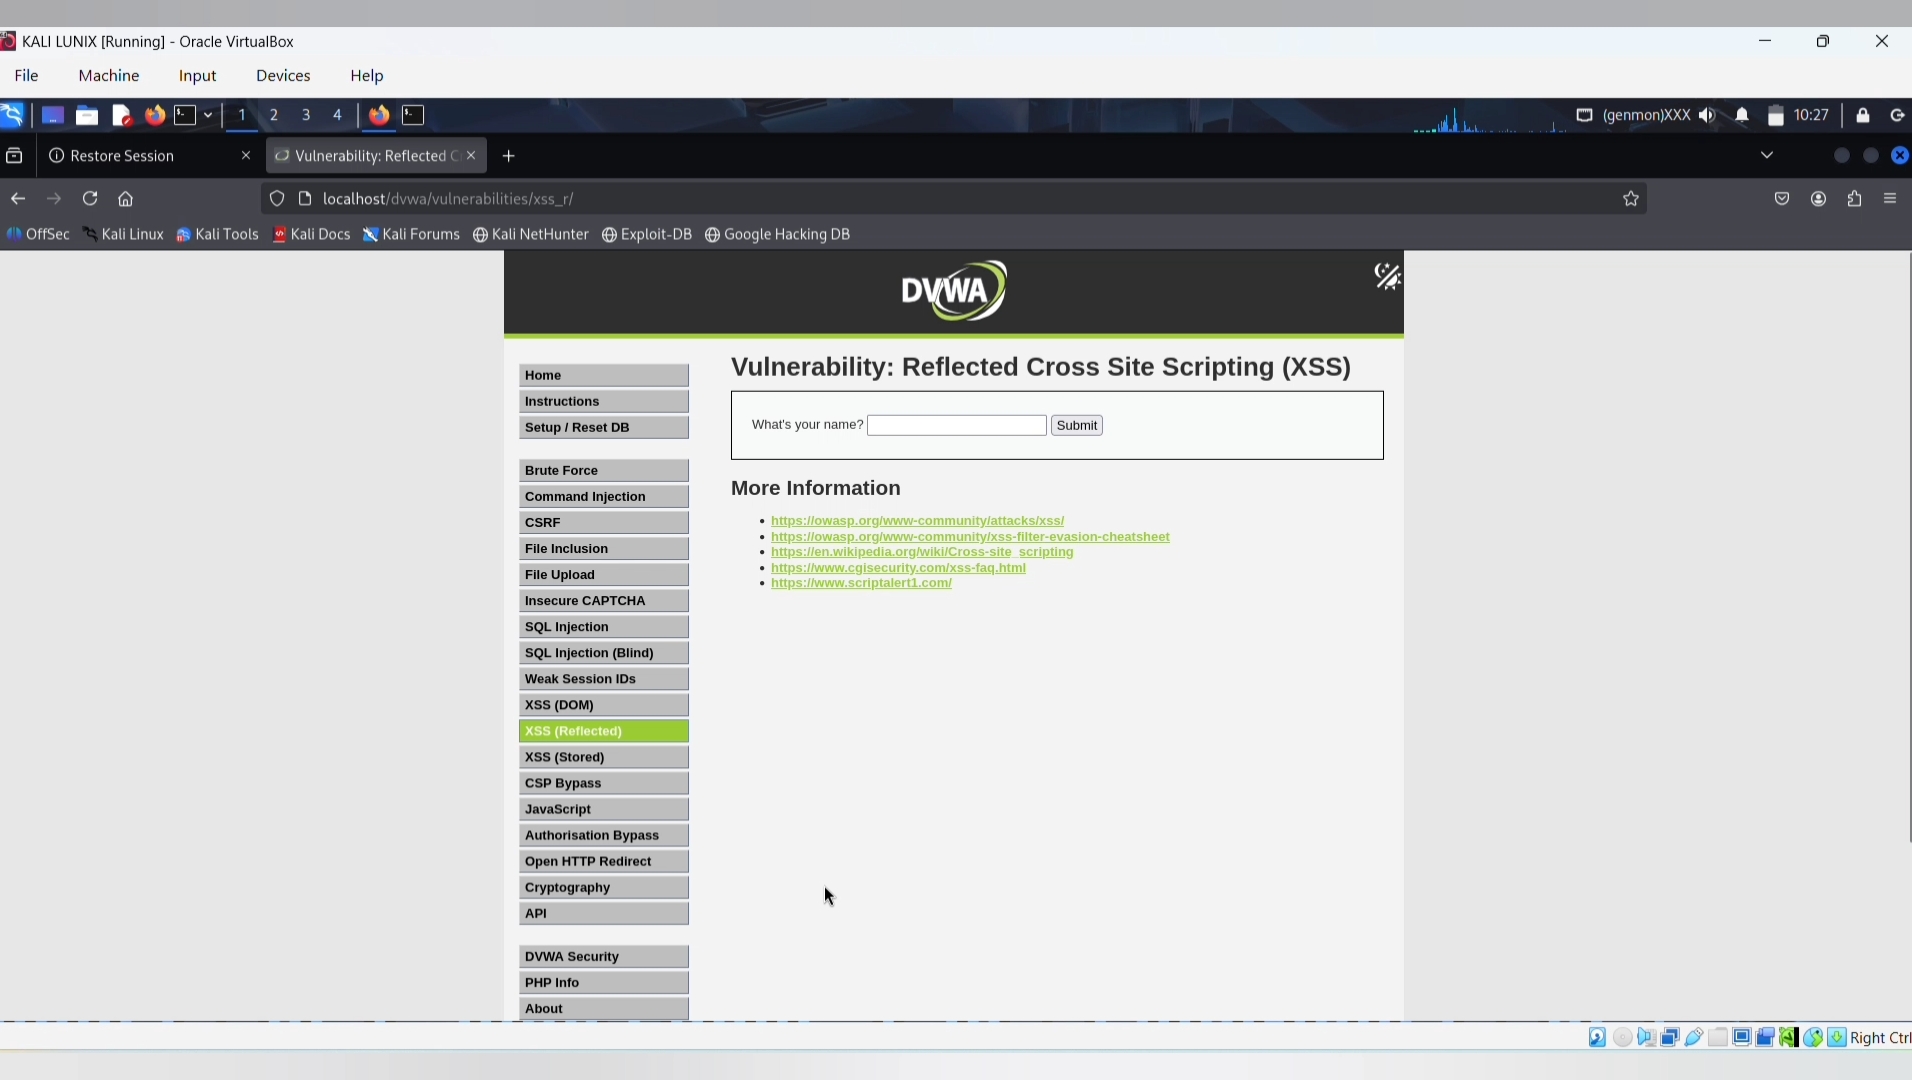 KALI LUNIX [Running] - Oracle VirtualBox
File Machine Input Devices Help
1 2 3 4 (genmon)XXX 10:27
Restore Session Vulnerability: Reflected C
localhost/dvwa/vulnerabilities/xss_r/
OffSec Kali Linux Kali Tools Kali Docs Kali Forums Kali NetHunter Exploit-DB Google Hacking DB
DVWA
Home
Instructions
Setup / Reset DB
Brute Force
Command Injection
CSRF
File Inclusion
File Upload
Insecure CAPTCHA
SQL Injection
SQL Injection (Blind)
Weak Session IDs
XSS (DOM)
XSS (Reflected)
XSS (Stored)
CSP Bypass
JavaScript
Authorisation Bypass
Open HTTP Redirect
Cryptography
API
DVWA Security
PHP Info
About
Vulnerability: Reflected Cross Site Scripting (XSS)
What's your name? Submit
More Information
https://owasp.org/www-community/attacks/xss/
https://owasp.org/www-community/xss-filter-evasion-cheatsheet
https://en.wikipedia.org/wiki/Cross-site_scripting
https://www.cgisecurity.com/xss-faq.html
https://www.scriptalert1.com/
Right Ctrl